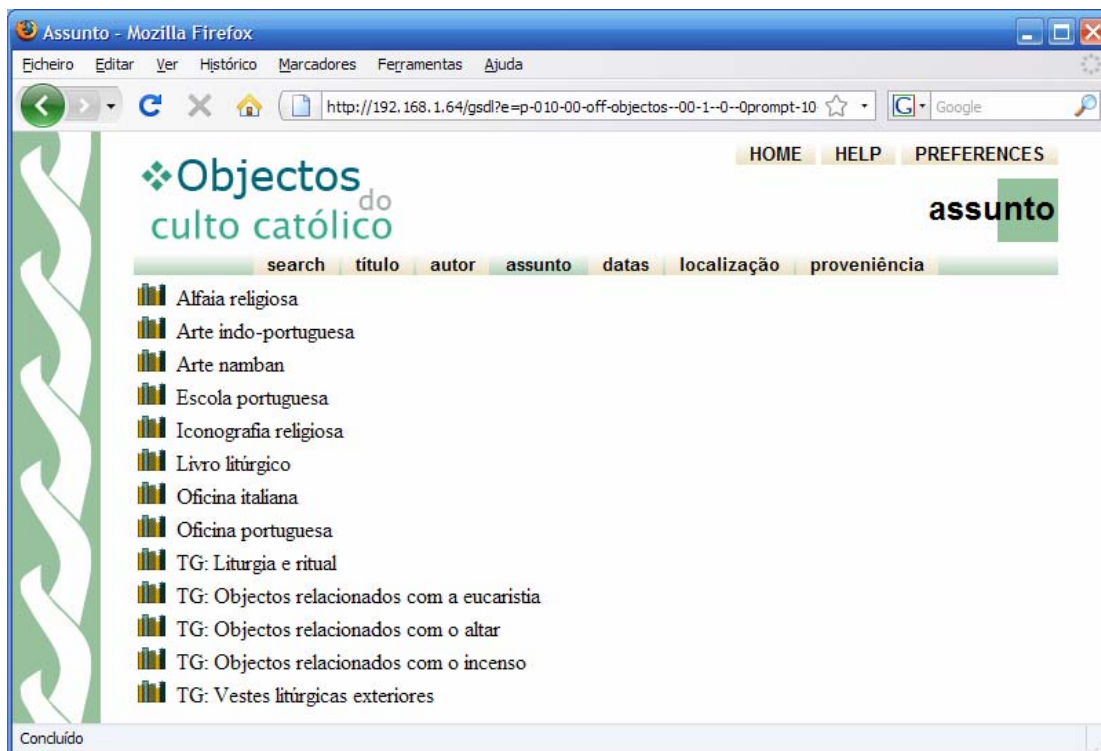 Assunto - Mozilla Firefox
Ficheiro Editar Ver Histórico Marcadores Ferramentas Ajuda
http://192.168.1.64/gsdl?e=p-010-00-off-objectos--00-1--0--0prompt-10 G Google
HOME HELP PREFERENCES
Objectos
do
culto católico
assunto
search título autor assunto datas localização proveniência
Alfaia religiosa
Arte indo-portuguesa
Arte namban
Escola portuguesa
Iconografia religiosa
Livro litúrgico
Oficina italiana
Oficina portuguesa
TG: Liturgia e ritual
TG: Objectos relacionados com a eucaristia
TG: Objectos relacionados com o altar
TG: Objectos relacionados com o incenso
TG: Vestes litúrgicas exteriores
Concluído